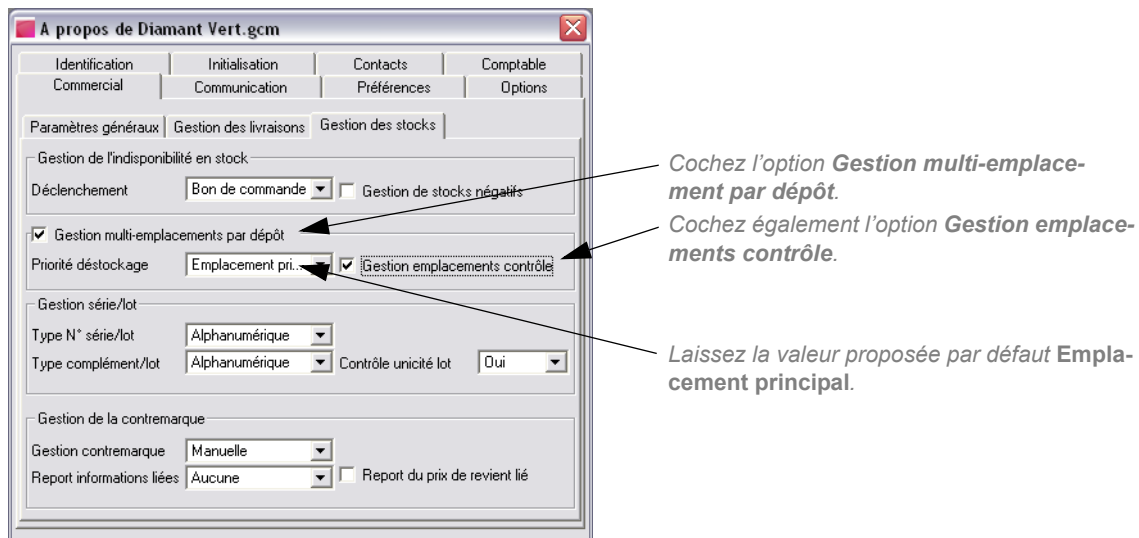 A propos de Diamant Vert.gcm
Identification Initialisation Contacts Comptable
Commercial Communication Préférences Options
Paramètres généraux Gestion des livraisons Gestion des stocks
Gestion de l'indisponibilité en stock
Déclenchement Bon de commande Gestion de stocks négatifs
Gestion multi-emplacements par dépôt
Priorité déstockage Emplacement pri... Gestion emplacements contrôle
Gestion série/lot
Type N° série/lot Alphanumérique
Type complément/lot Alphanumérique Contrôle unicité lot Oui
Gestion de la contremarque
Gestion contremarque Manuelle
Report informations liées Aucune Report du prix de revient lié
Cochez l'option Gestion multi-emplace-
ment par dépôt.
Cochez également l'option Gestion emplace-
ments contrôle.
Laissez la valeur proposée par défaut Empla-
cement principal.